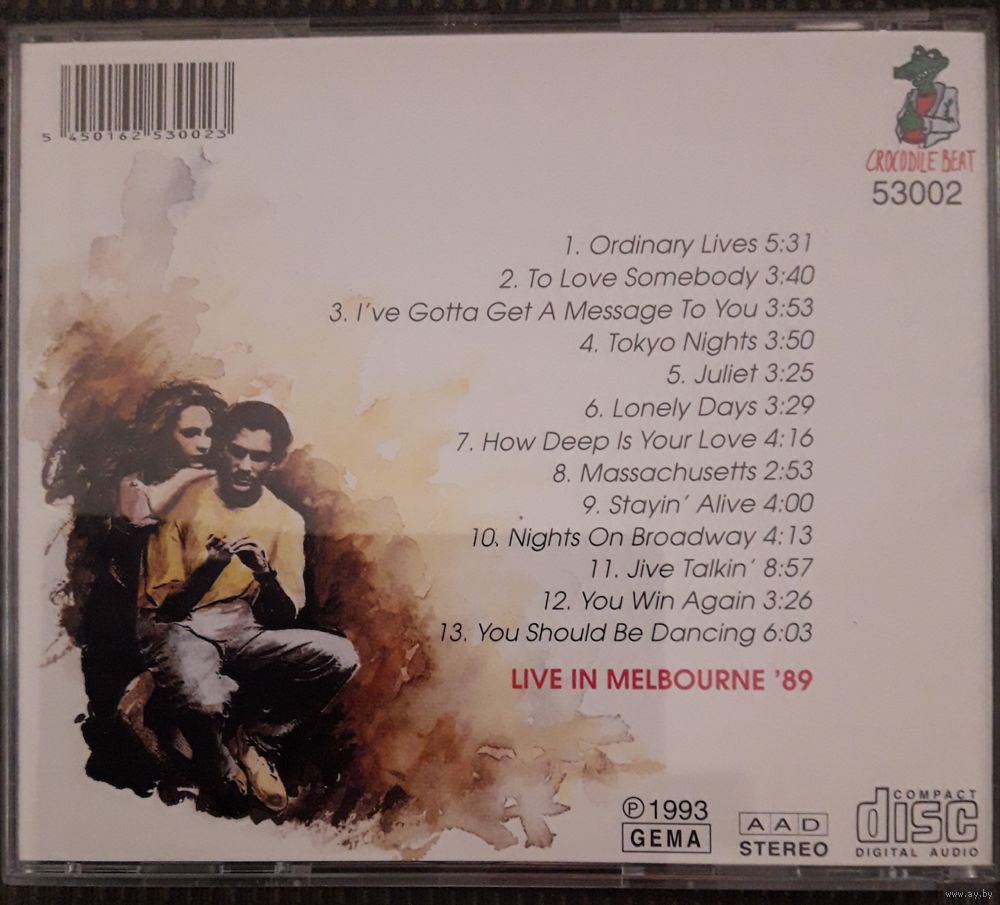 5 450162 530023
CROCODILE BEAT
53002
1. Ordinary Lives 5:31
2. To Love Somebody 3:40
3. I've Gotta Get A Message To You 3:53
4. Tokyo Nights 3:50
5. Juliet 3:25
6. Lonely Days 3:29
7. How Deep Is Your Love 4:16
8. Massachusetts 2:53
9. Stayin' Alive 4:00
10. Nights On Broadway 4:13
11. Jive Talkin' 8:57
12. You Win Again 3:26
13. You Should Be Dancing 6:03
LIVE IN MELBOURNE '89
℗ 1993
GEMA
AAD
STEREO
COMPACT
disc
DIGITAL AUDIO
www.ay.by